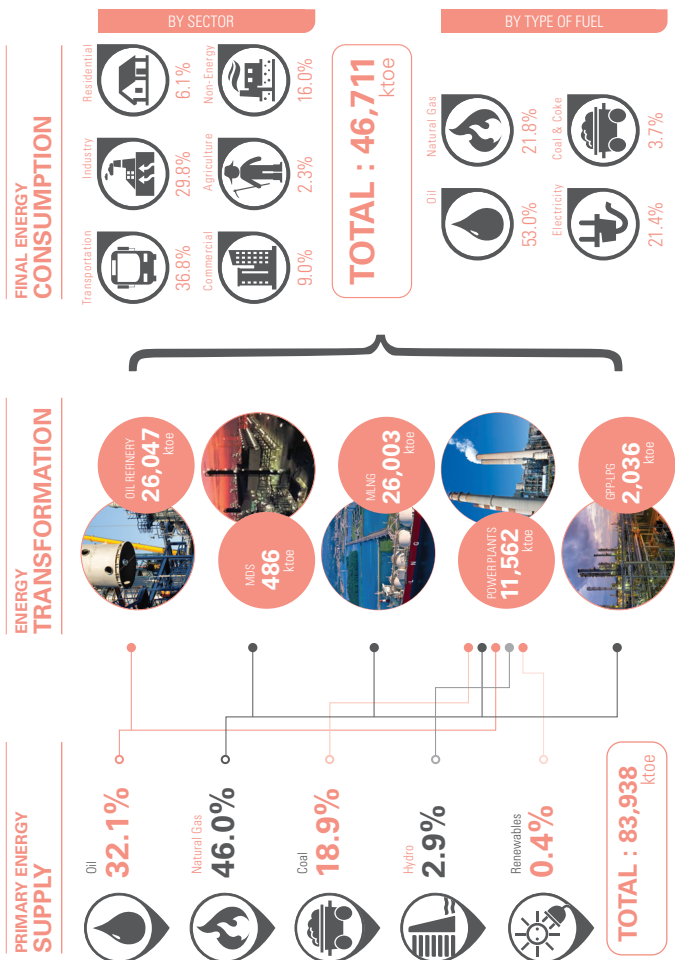 PRIMARY ENERGY
SUPPLY
Oil
32.1%
Natural Gas
46.0%
Coal
18.9%
Hydro
2.9%
Renewables
0.4%
TOTAL : 83,938
ktoe
ENERGY
TRANSFORMATION
OIL REFINERY
26,047
ktoe
MDS
486
ktoe
MLNG
26,003
ktoe
L N G
POWER PLANTS
11,562
ktoe
GPP-LPG
2,036
ktoe
FINAL ENERGY
CONSUMPTION
BY SECTOR
Transportation
36.8%
Industry
29.8%
Residential
6.1%
Commercial
9.0%
Agriculture
2.3%
Non-Energy
16.0%
TOTAL : 46,711
ktoe
BY TYPE OF FUEL
Oil
53.0%
Natural Gas
21.8%
Electricity
21.4%
Coal & Coke
3.7%